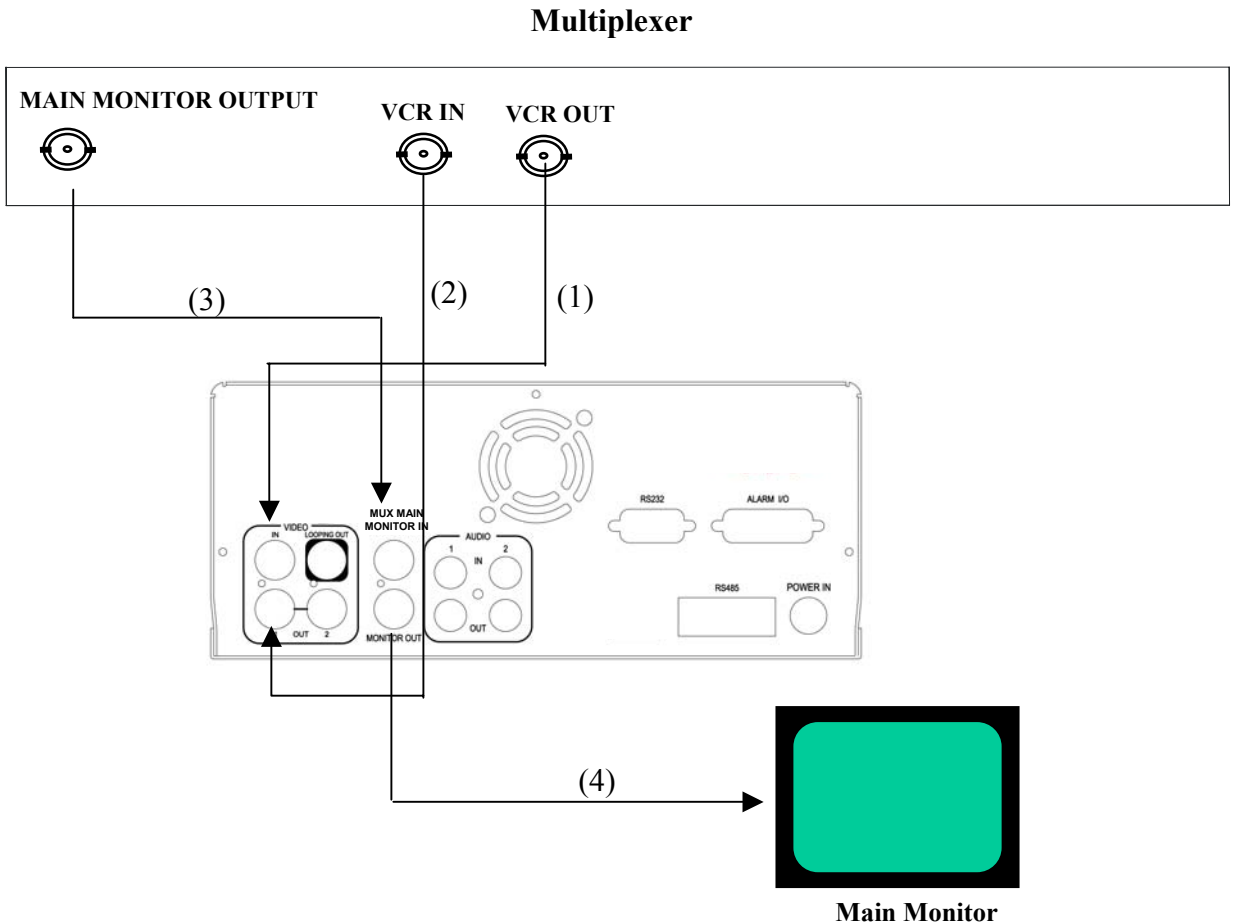 Multiplexer
MAIN MONITOR OUTPUT
VCR IN
VCR OUT
(3)
(2)
(1)
RS232
ALARM I/O
MUX MAIN
MONITOR IN
VIDEO
IN
LOOPING OUT
AUDIO
1
2
IN
RS485
POWER IN
OUT
2
MONITOR OUT
OUT
(4)
Main Monitor